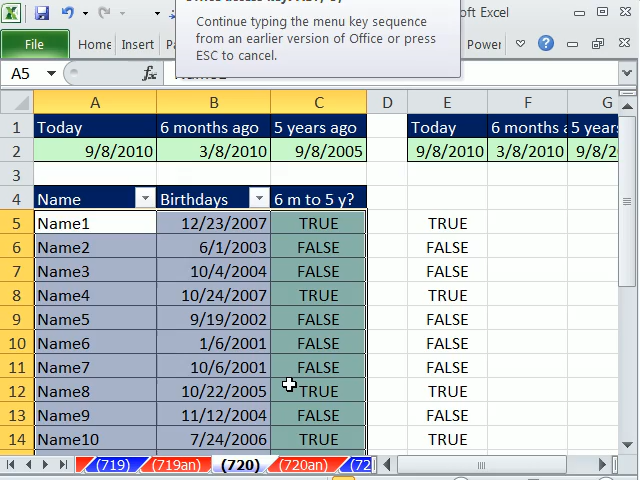 soft Excel
Continue typing the menu key sequence
from an earlier version of Office or press
ESC to cancel.
File Home Insert Power
A5 fx
A B C D E F G
1 Today 6 months ago 5 years ago Today 6 months a 5 years
2 9/8/2010 3/8/2010 9/8/2005 9/8/2010 3/8/2010 9/8/2
3
4 Name Birthdays 6 m to 5 y?
5 Name1 12/23/2007 TRUE TRUE
6 Name2 6/1/2003 FALSE FALSE
7 Name3 10/4/2004 FALSE FALSE
8 Name4 10/24/2007 TRUE TRUE
9 Name5 9/19/2002 FALSE FALSE
10 Name6 1/6/2001 FALSE FALSE
11 Name7 10/6/2001 FALSE FALSE
12 Name8 10/22/2005 TRUE TRUE
13 Name9 11/12/2004 FALSE FALSE
14 Name10 7/24/2006 TRUE TRUE
(719) (719an) (720) (720an) (72